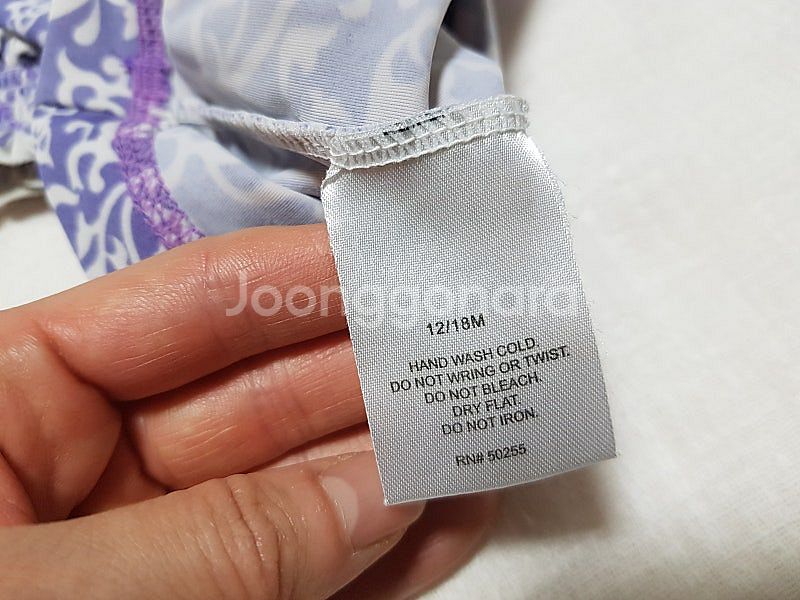 Joonggonara
12/18M
HAND WASH COLD.
DO NOT WRING OR TWIST.
DO NOT BLEACH.
DRY FLAT.
DO NOT IRON.
RN# 50255